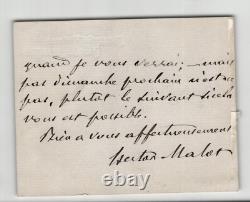 quand je vous verrai; - mais
pas dimanche prochain n'est ce
pas, plutot le suivant si cela
vous est possible.
Bien a vous affectueusement
Hector Malot